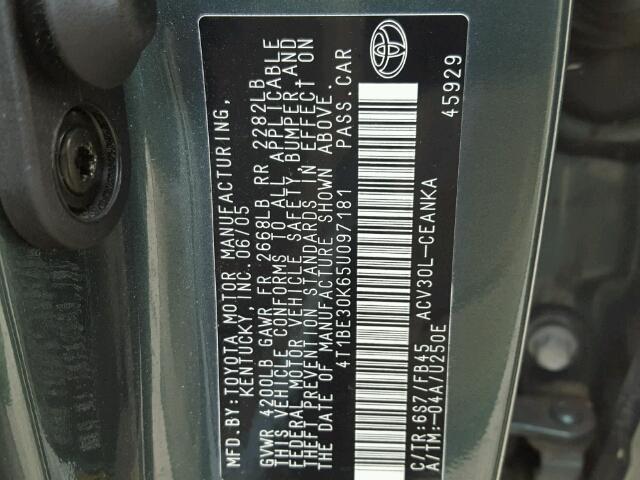 MFD.BY:TOYOTA MOTOR MANUFACTURING,
KENTUCKY, INC. 06/05
GVWR 4200LB GAWR FR 2668LB RR 2282LB
THIS VEHICLE CONFORMS TO ALL APPLICABLE
FEDERAL MOTOR VEHICLE SAFETY, BUMPER AND
THEFT PREVENTION STANDARDS IN EFFECT ON
THE DATE OF MANUFACTURE SHOWN ABOVE.
4T1BE30K65U097181 PASS.CAR
C/TR:6S7/FB45 ACV30L-CEANKA
A/TM:-04A/U250E 45929